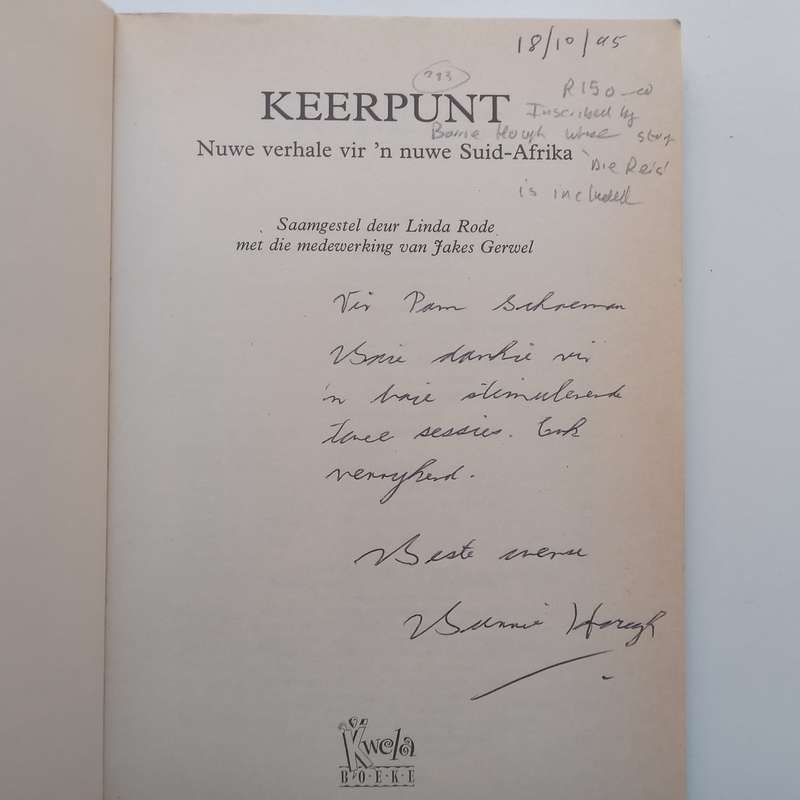 18/10/95
283
KEERPUNT
R150-00
Inscribed by
Barrie Hough whose story
Nuwe verhale vir 'n nuwe Suid-Afrika
'Die Reis'
is included
Saamgestel deur Linda Rode
met die medewerking van Jakes Gerwel
Vir Pam Schoeman
Baie dankie vir
'n baie stimulerende
twee sessies. Ook
verrykend.
Beste wense
Barrie Hough
Kwela
BOEKE